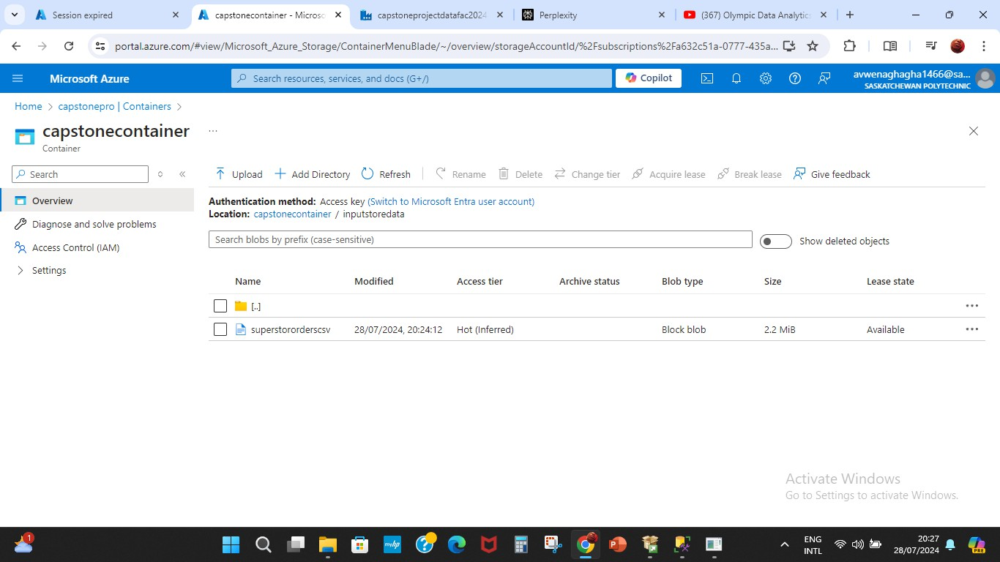 Session expired
capstonecontainer - Microso
capstoneprojectdatafac2024
Perplexity
(367) Olympic Data Analytics
portal.azure.com/#view/Microsoft_Azure_Storage/ContainerMenuBlade/~/overview/storageAccountId/%2Fsubscriptions%2Fa632c51a-0777-435a...
Microsoft Azure
Search resources, services, and docs (G+/)
Copilot
avwenaghagha1466@sa...
SASKATCHEWAN POLYTECHNIC
Home > capstonepro | Containers >
capstonecontainer ...
Container
Search
Upload Add Directory Refresh Rename Delete Change tier Acquire lease Break lease Give feedback
Overview
Diagnose and solve problems
Access Control (IAM)
Settings
Authentication method: Access key (Switch to Microsoft Entra user account)
Location: capstonecontainer / inputstoredata
Search blobs by prefix (case-sensitive)
Show deleted objects
Name Modified Access tier Archive status Blob type Size Lease state
[..]
superstororderscsv 28/07/2024, 20:24:12 Hot (Inferred) Block blob 2.2 MiB Available
Activate Windows
Go to Settings to activate Windows.
1
myhp
ENG
INTL
20:27
28/07/2024
PRE